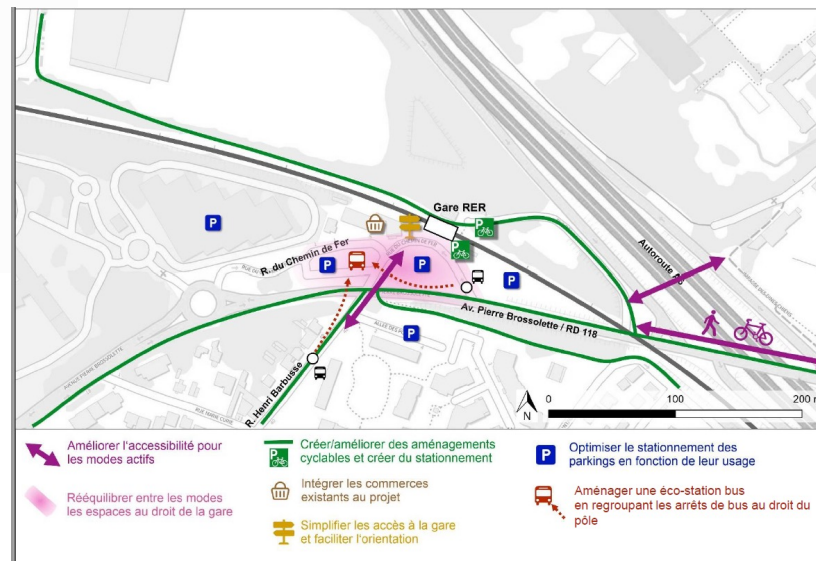 Gare RER
R. du Chemin de Fer
Autoroute A6
Av. Pierre Brossolette / RD 118
R. Henri Barbusse
P
P
P
P
P
P
P
N
0
100
200 m
Améliorer l'accessibilité pour
les modes actifs
Rééquilibrer entre les modes
les espaces au droit de la gare
Créer/améliorer des aménagements
cyclables et créer du stationnement
Intégrer les commerces
existants au projet
Simplifier les accès à la gare
et faciliter l'orientation
P
P
Optimiser le stationnement des
parkings en fonction de leur usage
Aménager une éco-station bus
en regroupant les arrêts de bus au droit du
pôle